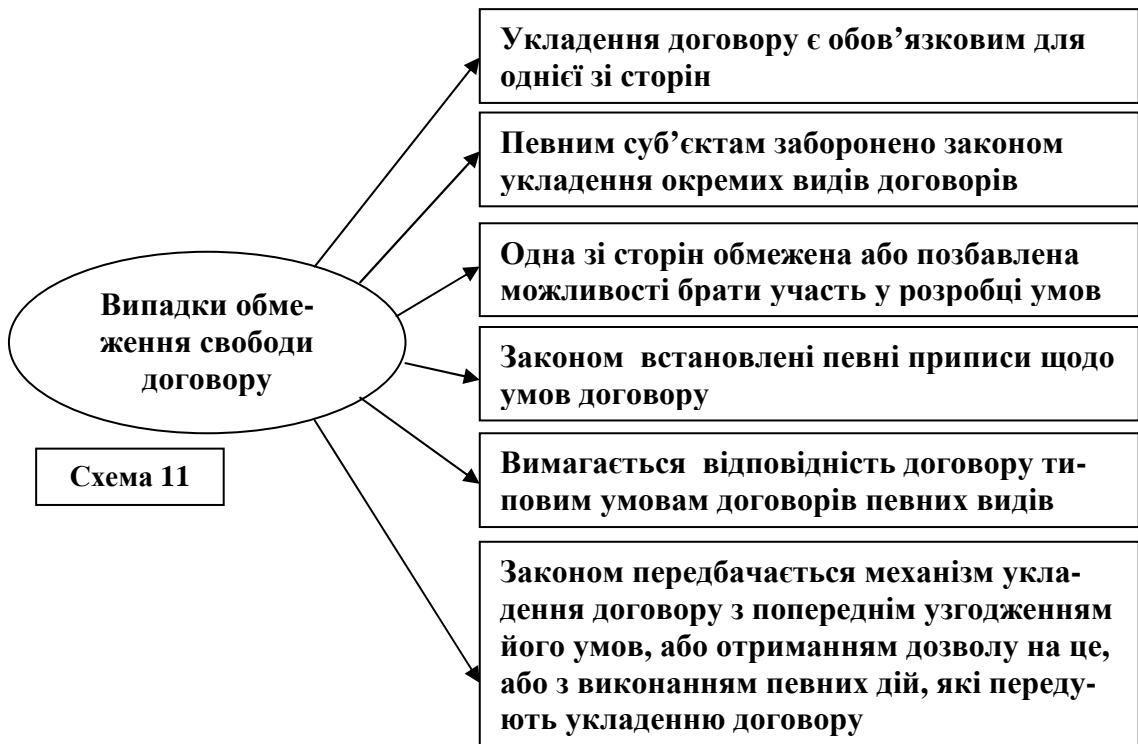 Укладення договору є обов’язковим для
однієї зі сторін
Певним суб’єктам заборонено законом
укладення окремих видів договорів
Одна зі сторін обмежена або позбавлена
можливості брати участь у розробці умов
Випадки обме-
ження свободи
договору
Законом встановлені певні приписи щодо
умов договору
Схема 11
Вимагається відповідність договору ти-
повим умовам договорів певних видів
Законом передбачається механізм укла-
дення договору з попереднім узгодженням
його умов, або отриманням дозволу на це,
або з виконанням певних дій, які переду-
ють укладенню договору